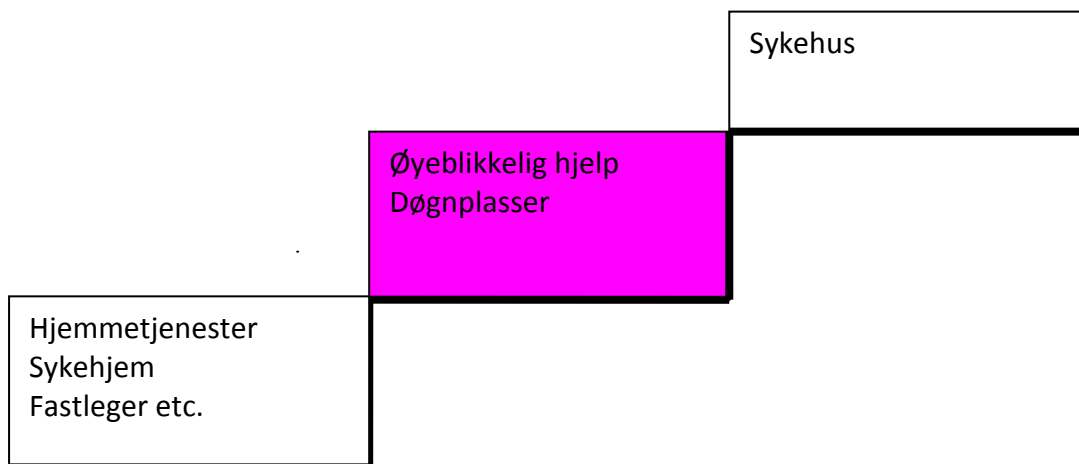 Sykehus
Øyeblikkelig hjelp
Døgnplasser
Hjemmetjenester
Sykehjem
Fastleger etc.